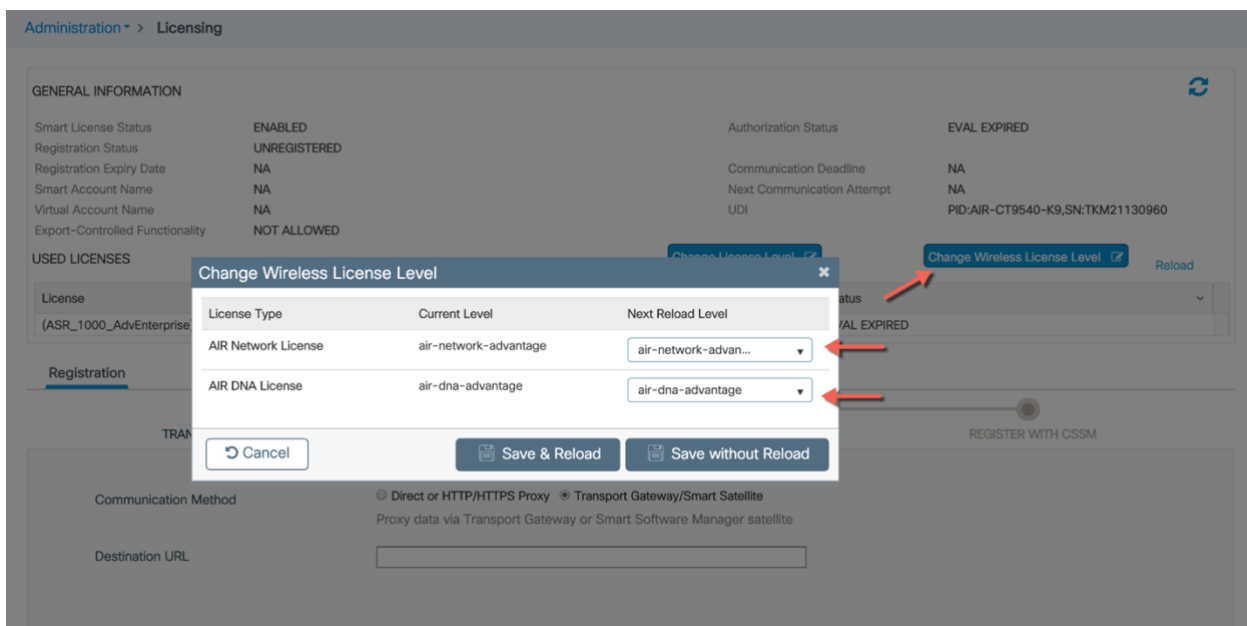 Administration > Licensing
GENERAL INFORMATION
Smart License Status ENABLED Authorization Status EVAL EXPIRED
Registration Status UNREGISTERED
Registration Expiry Date NA Communication Deadline NA
Smart Account Name NA Next Communication Attempt NA
Virtual Account Name NA UDI PID:AIR-CT9540-K9,SN:TKM21130960
Export-Controlled Functionality NOT ALLOWED
USED LICENSES Change License Level Change Wireless License Level Reload
Change Wireless License Level
License atus
(ASR_1000_AdvEnterprise VAL EXPIRED
License Type Current Level Next Reload Level
AIR Network License air-network-advantage air-network-advan...
AIR DNA License air-dna-advantage air-dna-advantage
Cancel Save & Reload Save without Reload
Registration
TRAN REGISTER WITH CSSM
Communication Method Direct or HTTP/HTTPS Proxy Transport Gateway/Smart Satellite
Proxy data via Transport Gateway or Smart Software Manager satellite
Destination URL